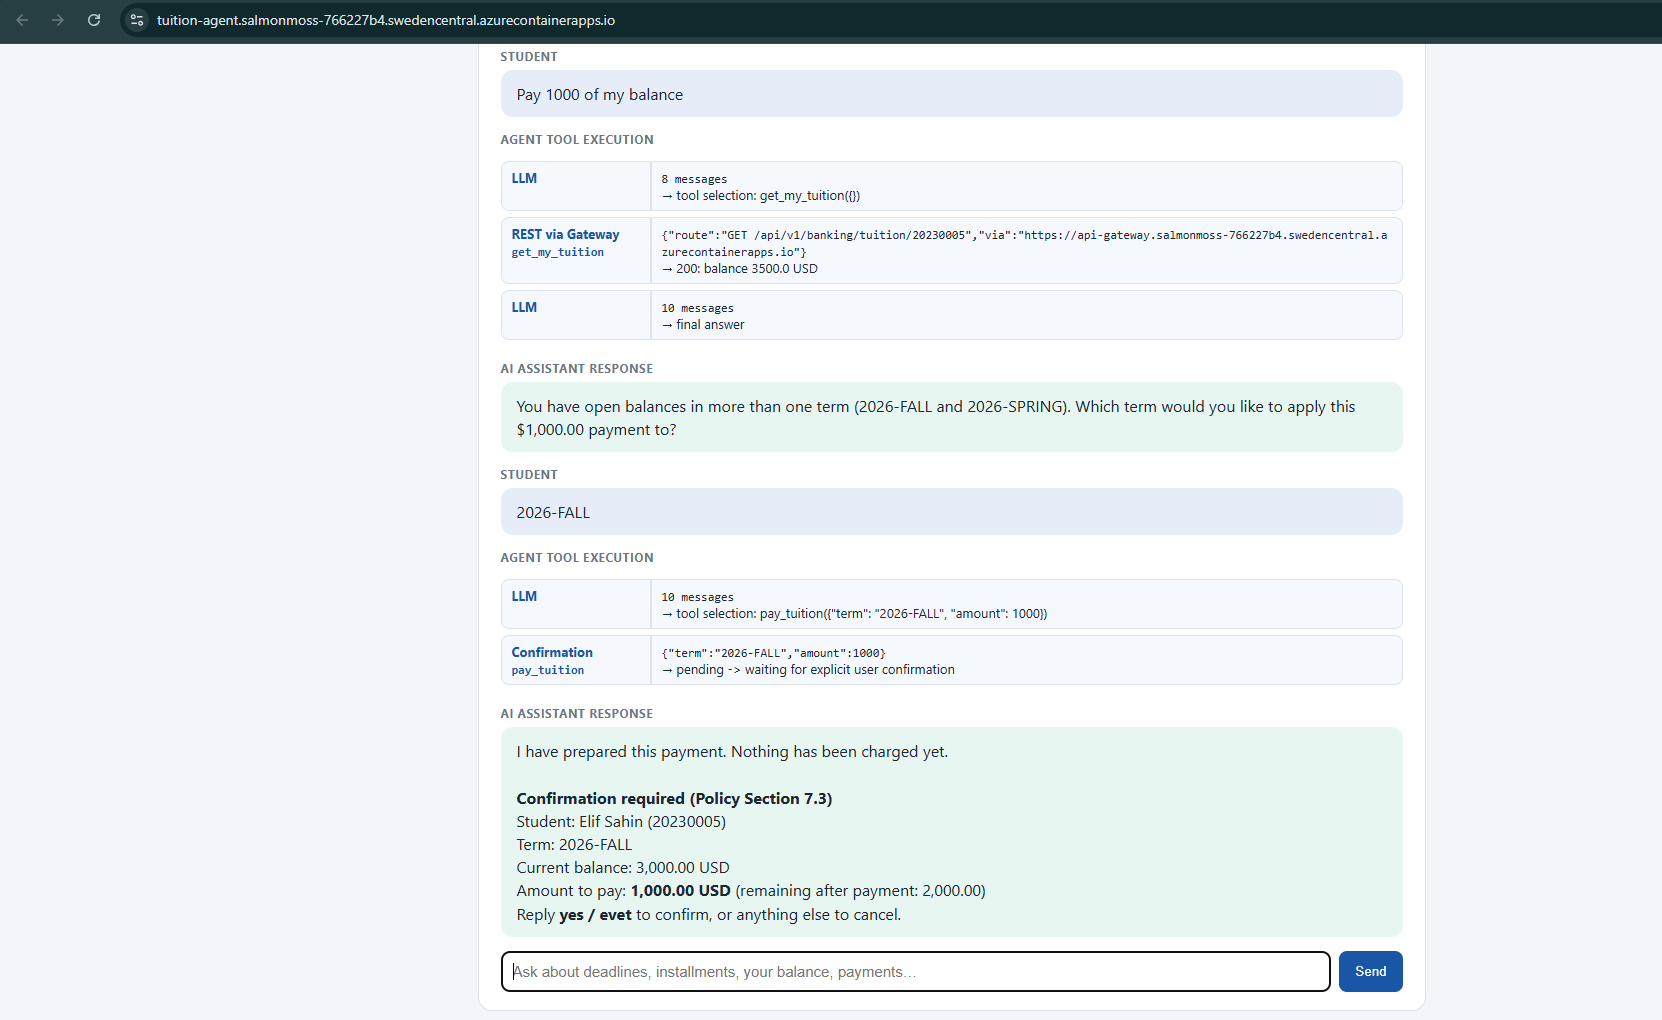 tuition-agent.salmonmoss-766227b4.swedencentral.azurecontainerapps.io
STUDENT
Pay 1000 of my balance
AGENT TOOL EXECUTION
LLM
8 messages
→ tool selection: get_my_tuition({})
REST via Gateway
get_my_tuition
{"route":"GET /api/v1/banking/tuition/20230005","via":"https://api-gateway.salmonmoss-766227b4.swedencentral.a
zurecontainerapps.io"}
→ 200: balance 3500.0 USD
LLM
10 messages
→ final answer
AI ASSISTANT RESPONSE
You have open balances in more than one term (2026-FALL and 2026-SPRING). Which term would you like to apply this
$1,000.00 payment to?
STUDENT
2026-FALL
AGENT TOOL EXECUTION
LLM
10 messages
→ tool selection: pay_tuition({"term": "2026-FALL", "amount": 1000})
Confirmation
pay_tuition
{"term":"2026-FALL","amount":1000}
→ pending -> waiting for explicit user confirmation
AI ASSISTANT RESPONSE
I have prepared this payment. Nothing has been charged yet.
Confirmation required (Policy Section 7.3)
Student: Elif Sahin (20230005)
Term: 2026-FALL
Current balance: 3,000.00 USD
Amount to pay: 1,000.00 USD (remaining after payment: 2,000.00)
Reply yes / evet to confirm, or anything else to cancel.
Ask about deadlines, installments, your balance, payments…
Send